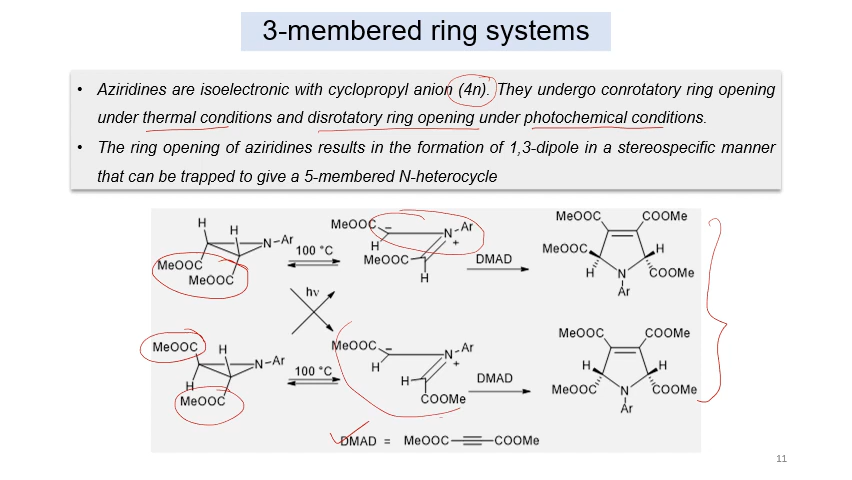 3-membered ring systems
• Aziridines are isoelectronic with cyclopropyl anion (4n). They undergo conrotatory ring opening
under thermal conditions and disrotatory ring opening under photochemical conditions.
• The ring opening of aziridines results in the formation of 1,3-dipole in a stereospecific manner
that can be trapped to give a 5-membered N-heterocycle
MeOOC COOMe
H H N-Ar MeOOC − N-Ar +
MeOOC MeOOC 100 °C H MeOOC H DMAD MeOOC H
H N COOMe
Ar
hν
MeOOC COOMe
MeOOC H N-Ar MeOOC − N-Ar +
H MeOOC 100 °C H H COOMe DMAD H H
MeOOC N COOMe
Ar
DMAD = MeOOC COOMe
11